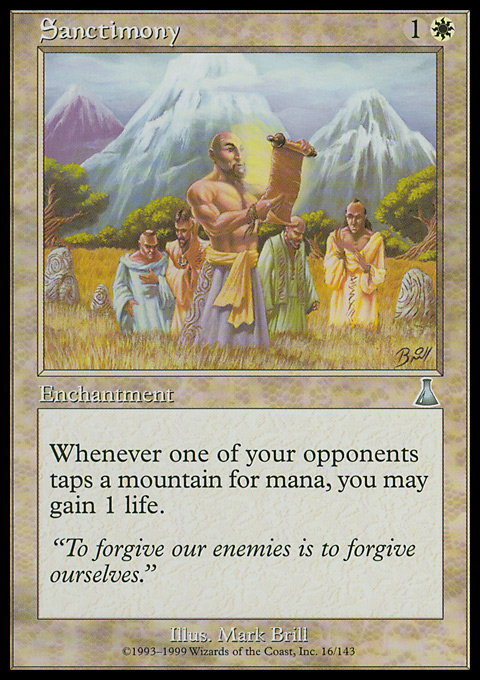 Sanctimony 1
Brill
Enchantment
Whenever one of your opponents
taps a mountain for mana, you may
gain 1 life.
“To forgive our enemies is to forgive
ourselves.”
Illus. Mark Brill
©1993–1999 Wizards of the Coast, Inc. 16/143